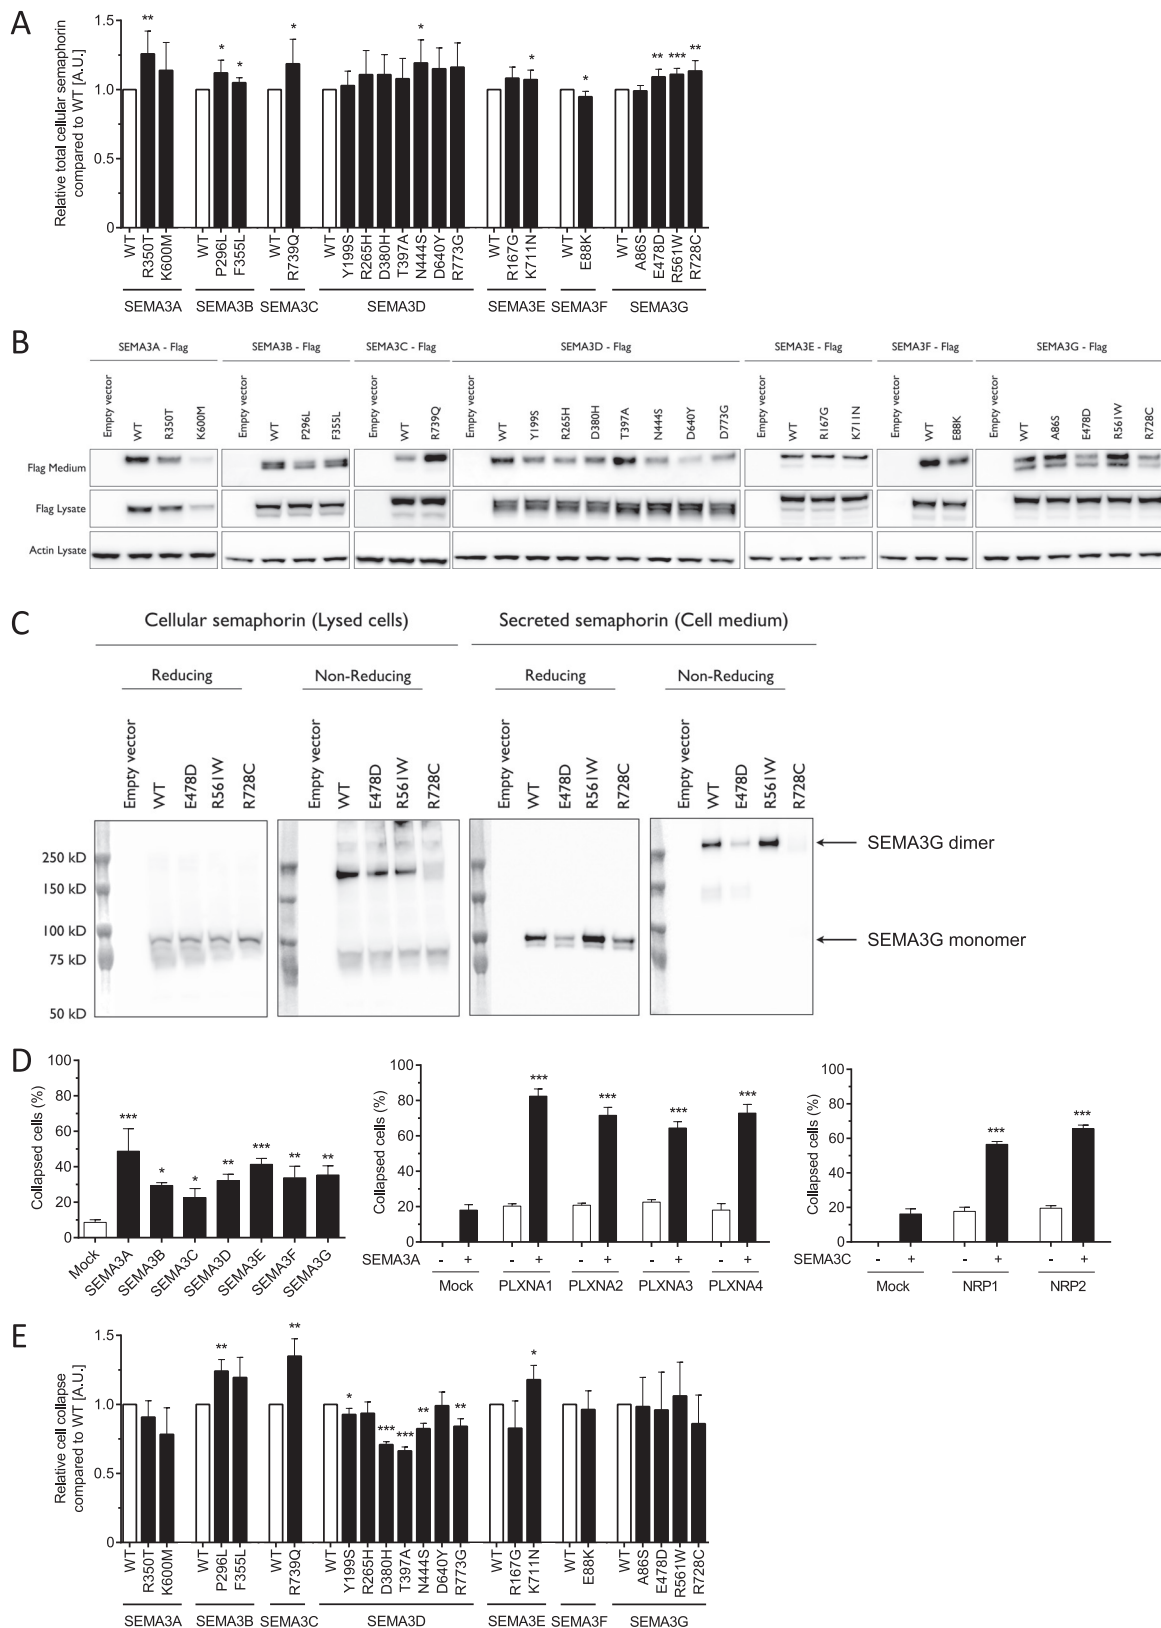 A
Relative total cellular semaphorin
compared to WT [A.U.]
1.5
1.0
0.5
0
** * * * * * * ** *** **
WT R350T K600M WT P296L F355L WT R739Q WT Y199S R265H D380H T397A N444S D640Y R773G WT R167G K711N WT E88K WT A86S E478D R561W R728C
SEMA3A SEMA3B SEMA3C SEMA3D SEMA3E SEMA3F SEMA3G
B
SEMA3A - Flag SEMA3B - Flag SEMA3C - Flag SEMA3D - Flag SEMA3E - Flag SEMA3F - Flag SEMA3G - Flag
Empty vector WT R350T K600M Empty vector WT P296L F355L Empty vector WT R739Q Empty vector WT Y199S R265H D380H T397A N444S D640Y D773G Empty vector WT R167G K711N Empty vector WT E88K Empty vector WT A86S E478D R561W R728C
Flag Medium
Flag Lysate
Actin Lysate
C
Cellular semaphorin (Lysed cells) Secreted semaphorin (Cell medium)
Reducing Non-Reducing Reducing Non-Reducing
Empty vector WT E478D R561W R728C Empty vector WT E478D R561W R728C Empty vector WT E478D R561W R728C Empty vector WT E478D R561W R728C
250 kD
150 kD
100 kD
75 kD
50 kD
SEMA3G dimer
SEMA3G monomer
D
Collapsed cells (%)
100
80
60
40
20
0
*** * * ** *** ** **
Mock SEMA3A SEMA3B SEMA3C SEMA3D SEMA3E SEMA3F SEMA3G
Collapsed cells (%)
100
80
60
40
20
0
*** *** *** ***
SEMA3A - + - + - + - + - +
Mock PLXNA1 PLXNA2 PLXNA3 PLXNA4
Collapsed cells (%)
100
80
60
40
20
0
*** ***
SEMA3C - + - + - +
Mock NRP1 NRP2
E
Relative cell collapse
compared to WT [A.U.]
1.5
1.0
0.5
0
** ** * *** *** ** ** *
WT R350T K600M WT P296L F355L WT R739Q WT Y199S R265H D380H T397A N444S D640Y R773G WT R167G K711N WT E88K WT A86S E478D R561W R728C
SEMA3A SEMA3B SEMA3C SEMA3D SEMA3E SEMA3F SEMA3G